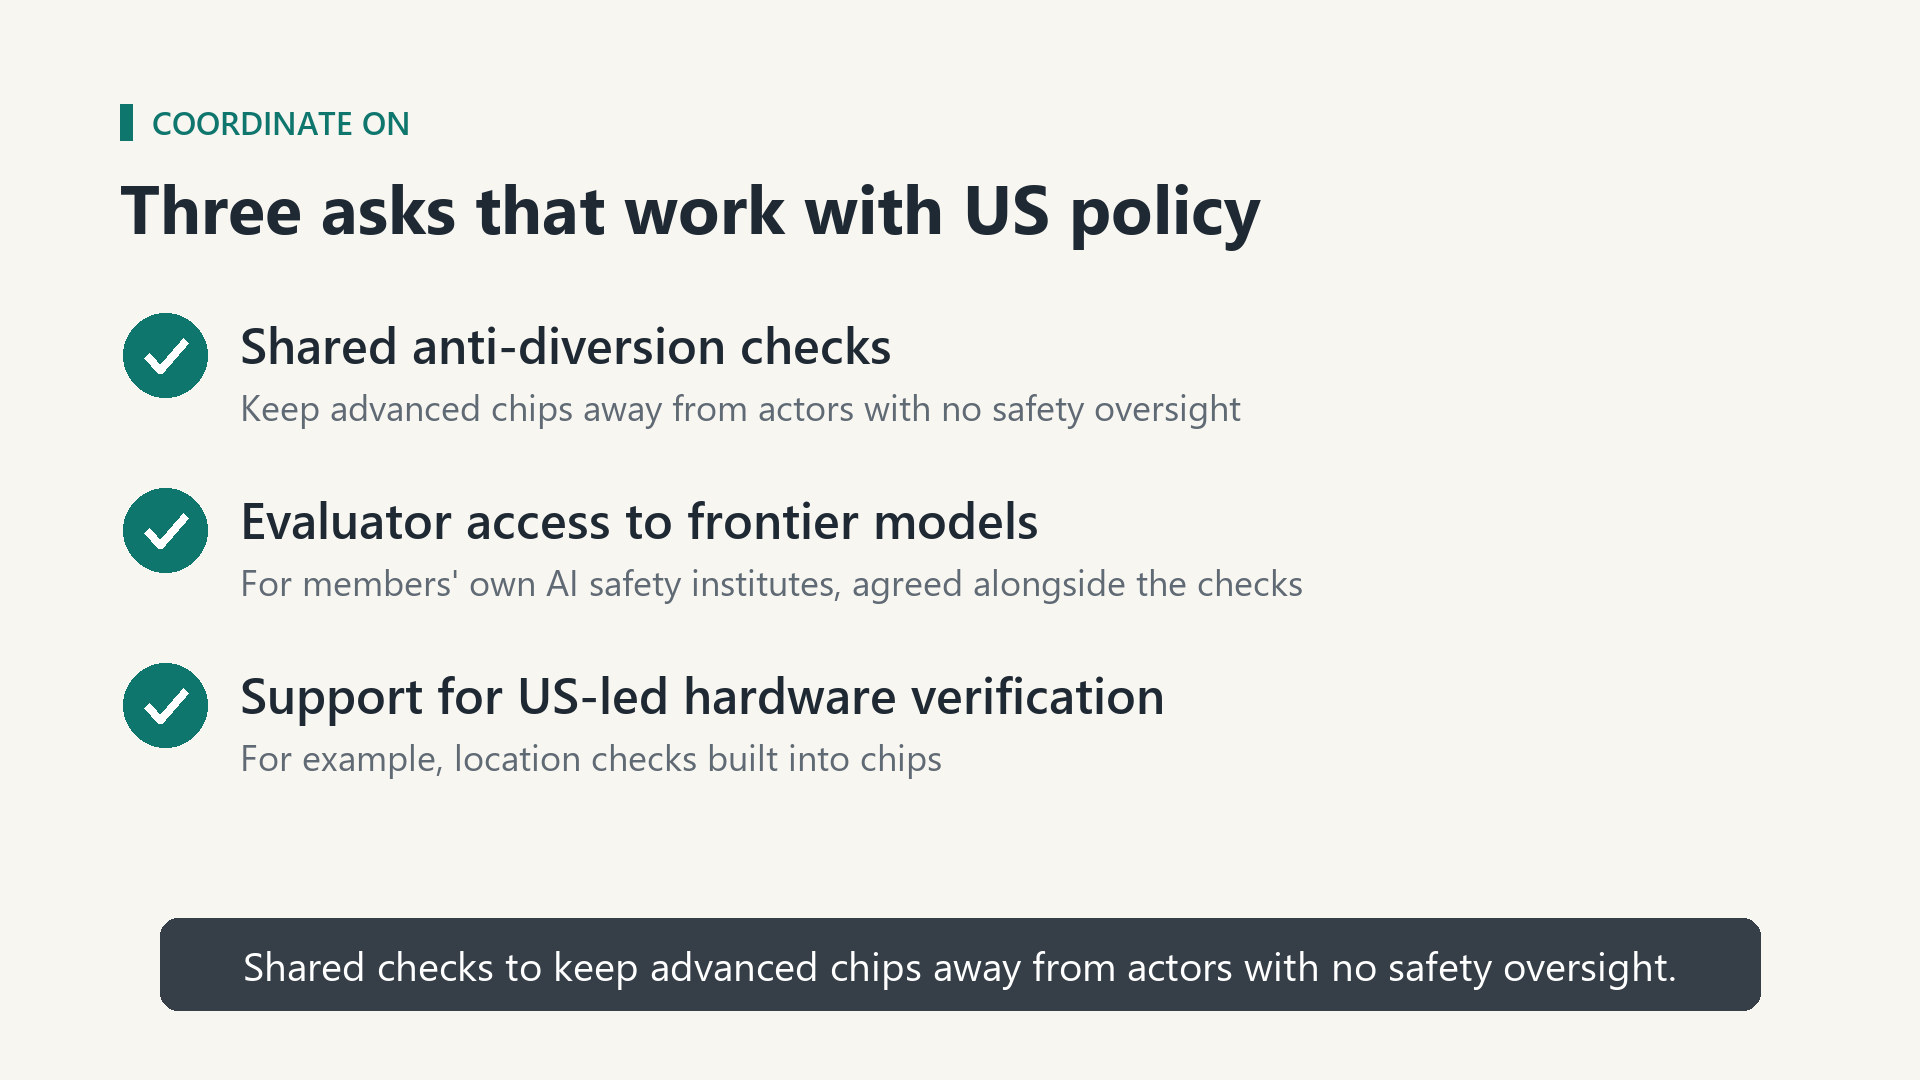 COORDINATE ON
Three asks that work with US policy
Shared anti-diversion checks
Keep advanced chips away from actors with no safety oversight
Evaluator access to frontier models
For members' own AI safety institutes, agreed alongside the checks
Support for US-led hardware verification
For example, location checks built into chips
Shared checks to keep advanced chips away from actors with no safety oversight.